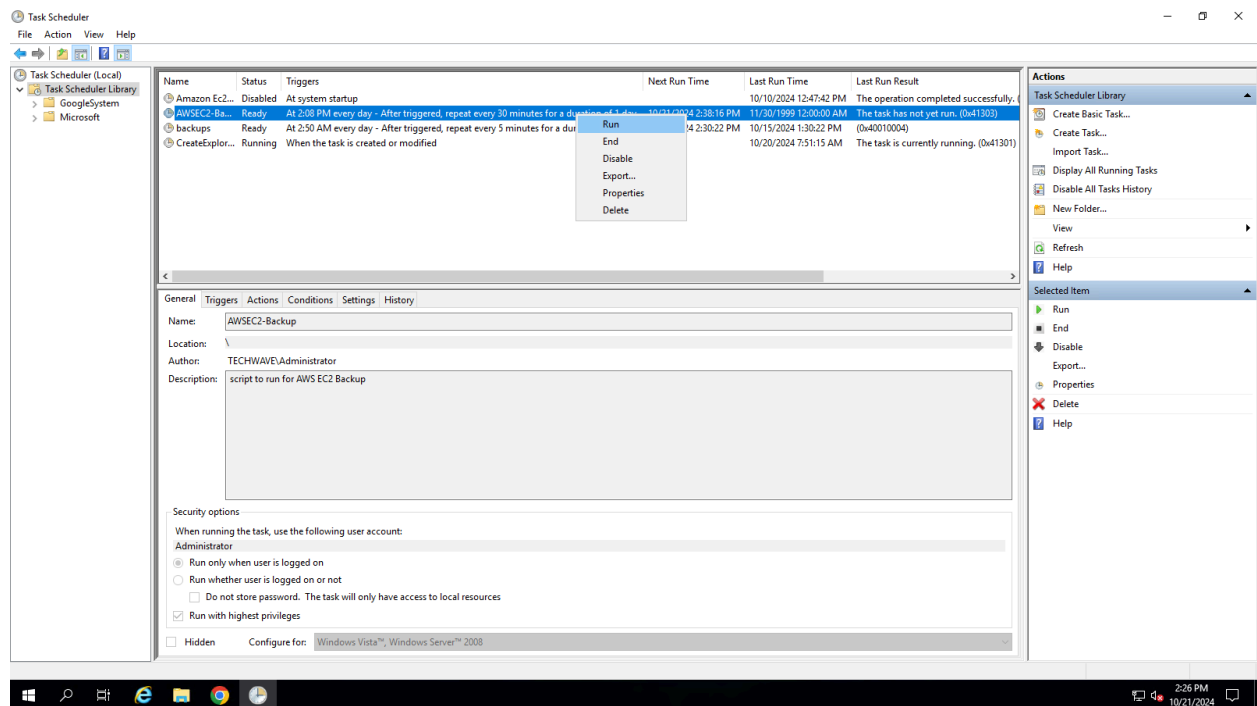 Task Scheduler
File Action View Help
Task Scheduler (Local)
Task Scheduler Library
GoogleSystem
Microsoft
Name Status Triggers Next Run Time Last Run Time Last Run Result
Amazon Ec2... Disabled At system startup 10/10/2024 12:47:42 PM The operation completed successfully. (
AWSEC2-Ba... Ready At 2:08 PM every day - After triggered, repeat every 30 minutes for a duration of 1 day. 10/21/2024 2:38:16 PM 11/30/1999 12:00:00 AM The task has not yet run. (0x41303)
backups Ready At 2:50 AM every day - After triggered, repeat every 5 minutes for a 2:30:22 PM 10/15/2024 1:30:22 PM (0x40010004)
CreateExplor... Running When the task is created or modified 10/20/2024 7:51:15 AM The task is currently running. (0x41301)
Run
End
Disable
Export...
Properties
Delete
General Triggers Actions Conditions Settings History
Name: AWSEC2-Backup
Location: \
Author: TECHWAVE\Administrator
Description: script to run for AWS EC2 Backup
Security options
When running the task, use the following user account:
Administrator
Run only when user is logged on
Run whether user is logged on or not
Do not store password. The task will only have access to local resources
Run with highest privileges
Hidden Configure for: Windows Vista™, Windows Server™ 2008
Actions
Task Scheduler Library
Create Basic Task...
Create Task...
Import Task...
Display All Running Tasks
Disable All Tasks History
New Folder...
View
Refresh
Help
Selected Item
Run
End
Disable
Export...
Properties
Delete
Help
2:26 PM
10/21/2024